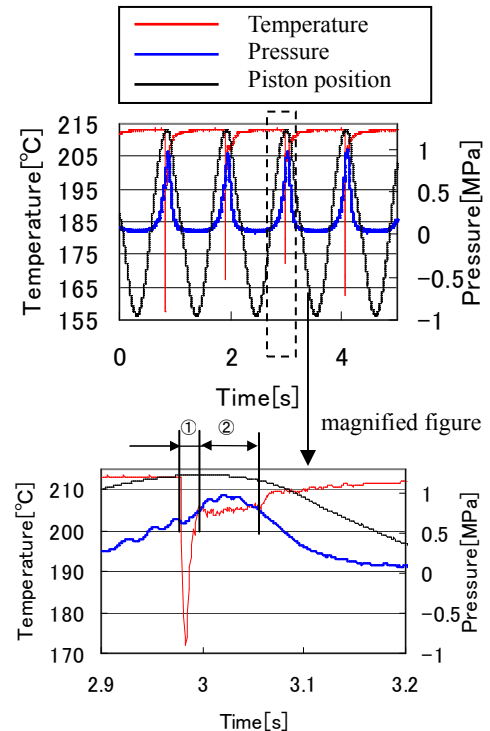 Temperature
Pressure
Piston position
Temperature[℃]
215
205
195
185
175
165
155
1
0.5
0
-0.5
-1
Pressure[MPa]
0 2 4
Time[s]
magnified figure
① ②
Temperature[℃]
210
200
190
180
170
1
0.5
0
-0.5
-1
Pressure[MPa]
2.9 3 3.1 3.2
Time[s]